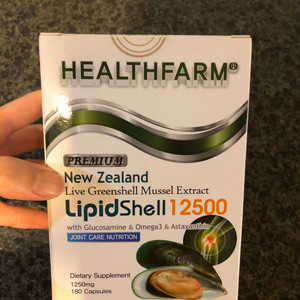 HEALTHFARM®
PREMIUM
New Zealand
Live Greenshell Mussel Extract
LipidShell 12500
with Glucosamine & Omega3 & Astaxanthin
JOINT CARE NUTRITION
Dietary Supplement
1250mg
180 Capsules